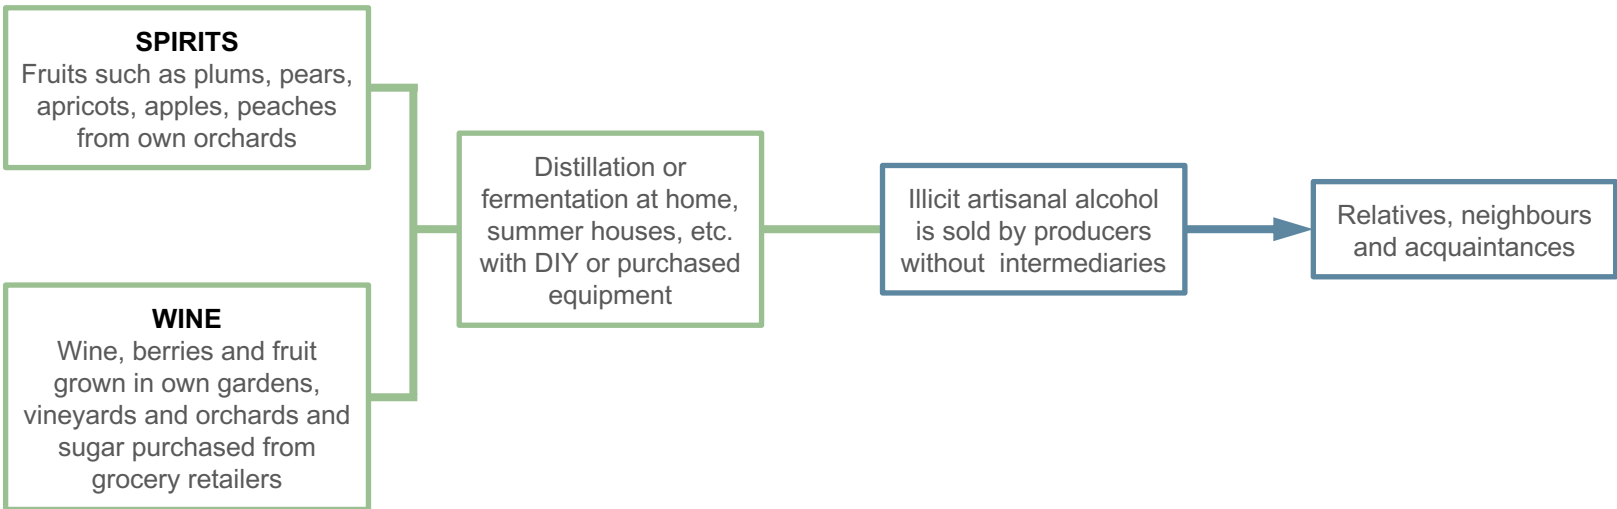 SPIRITS
Fruits such as plums, pears,
apricots, apples, peaches
from own orchards
WINE
Wine, berries and fruit
grown in own gardens,
vineyards and orchards and
sugar purchased from
grocery retailers
Distillation or
fermentation at home,
summer houses, etc.
with DIY or purchased
equipment
Illicit artisanal alcohol
is sold by producers
without  intermediaries
Relatives, neighbours
and acquaintances